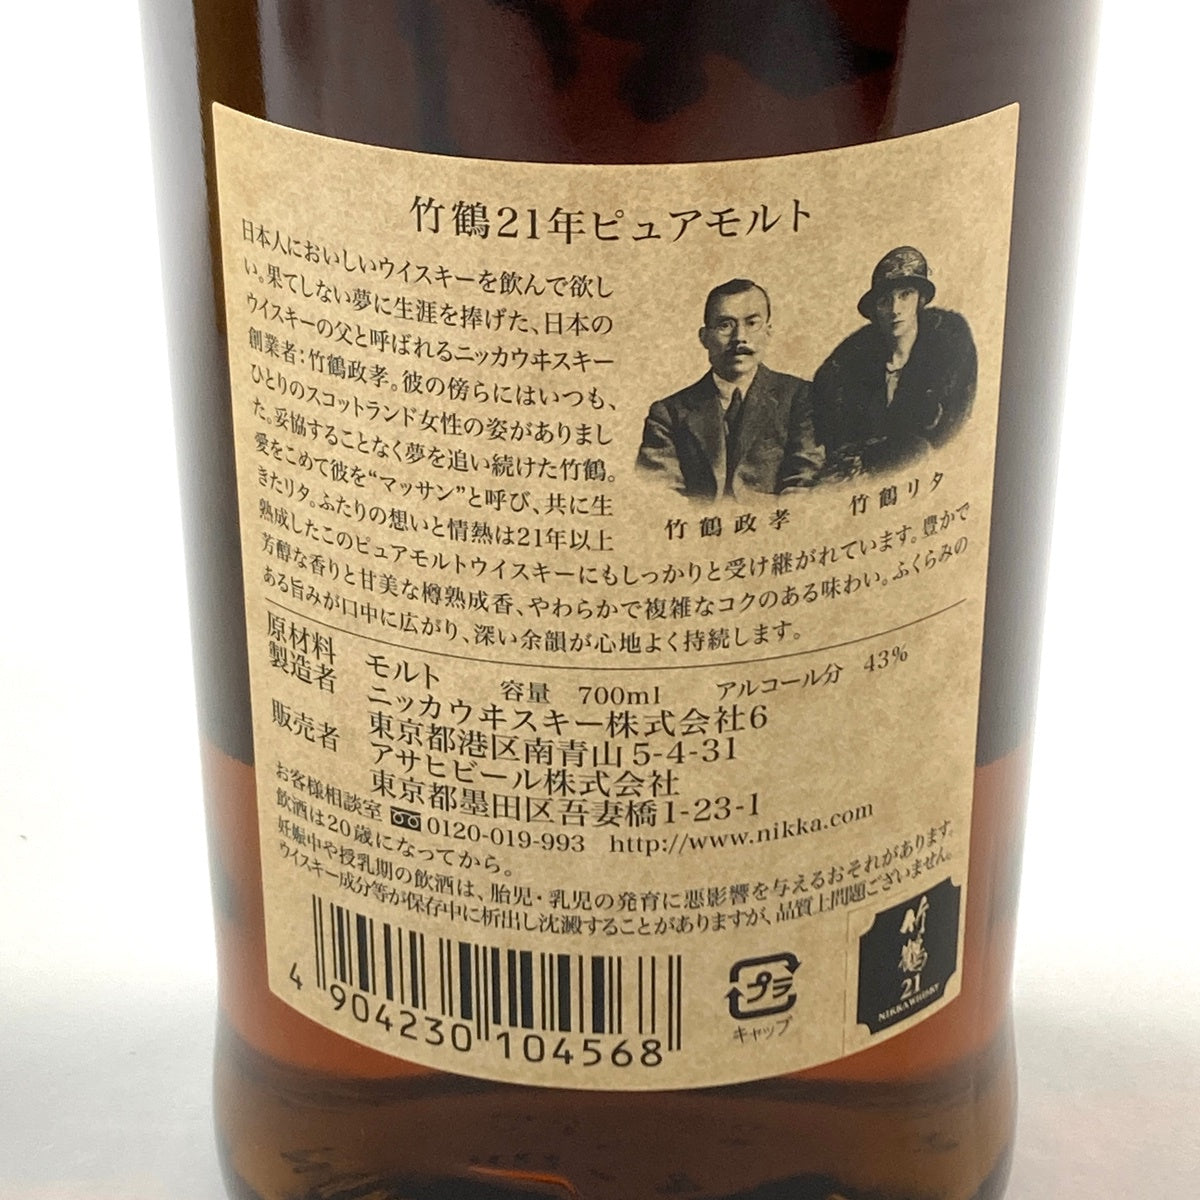 竹鶴21年ピュアモルト
日本人においしいウイスキーを飲んで欲し
い。果てしない夢に生涯を捧げた、日本の
ウイスキーの父と呼ばれるニッカウヰスキー
創業者：竹鶴政孝。彼の傍らにはいつも、
ひとりのスコットランド女性の姿がありまし
た。妥協することなく夢を追い続けた竹鶴。
愛をこめて彼を“マッサン”と呼び、共に生
きたリタ。ふたりの想いと情熱は21年以上
熟成したこのピュアモルトウイスキーにもしっかりと受け継がれています。豊かで
芳醇な香りと甘美な樽熟成香、やわらかで複雑なコクのある味わい。ふくらみの
ある旨みが口中に広がり、深い余韻が心地よく持続します。
竹鶴政孝 竹鶴リタ
原材料 モルト 容量 700ml アルコール分 43%
製造者 ニッカウヰスキー株式会社6
東京都港区南青山5-4-31
販売者 アサヒビール株式会社
東京都墨田区吾妻橋1-23-1
お客様相談室 0120-019-993 http://www.nikka.com
飲酒は20歳になってから。
妊娠中や授乳期の飲酒は、胎児・乳児の発育に悪影響を与えるおそれがあります。
ウイスキー成分等が保存中に析出し沈澱することがありますが、品質上問題ございません。
4 904230 104568
プラ
キャップ
竹鶴
21
NIKKA WHISKY